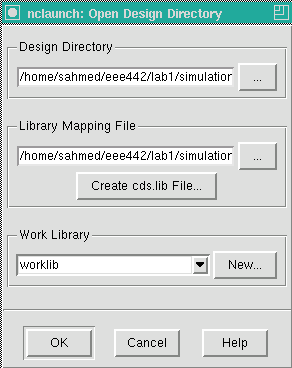 nclaunch: Open Design Directory
Design Directory
/home/sahmed/eee442/lab1/simulation
...
Library Mapping File
/home/sahmed/eee442/lab1/simulation
...
Create cds.lib File...
Work Library
worklib
New...
OK
Cancel
Help